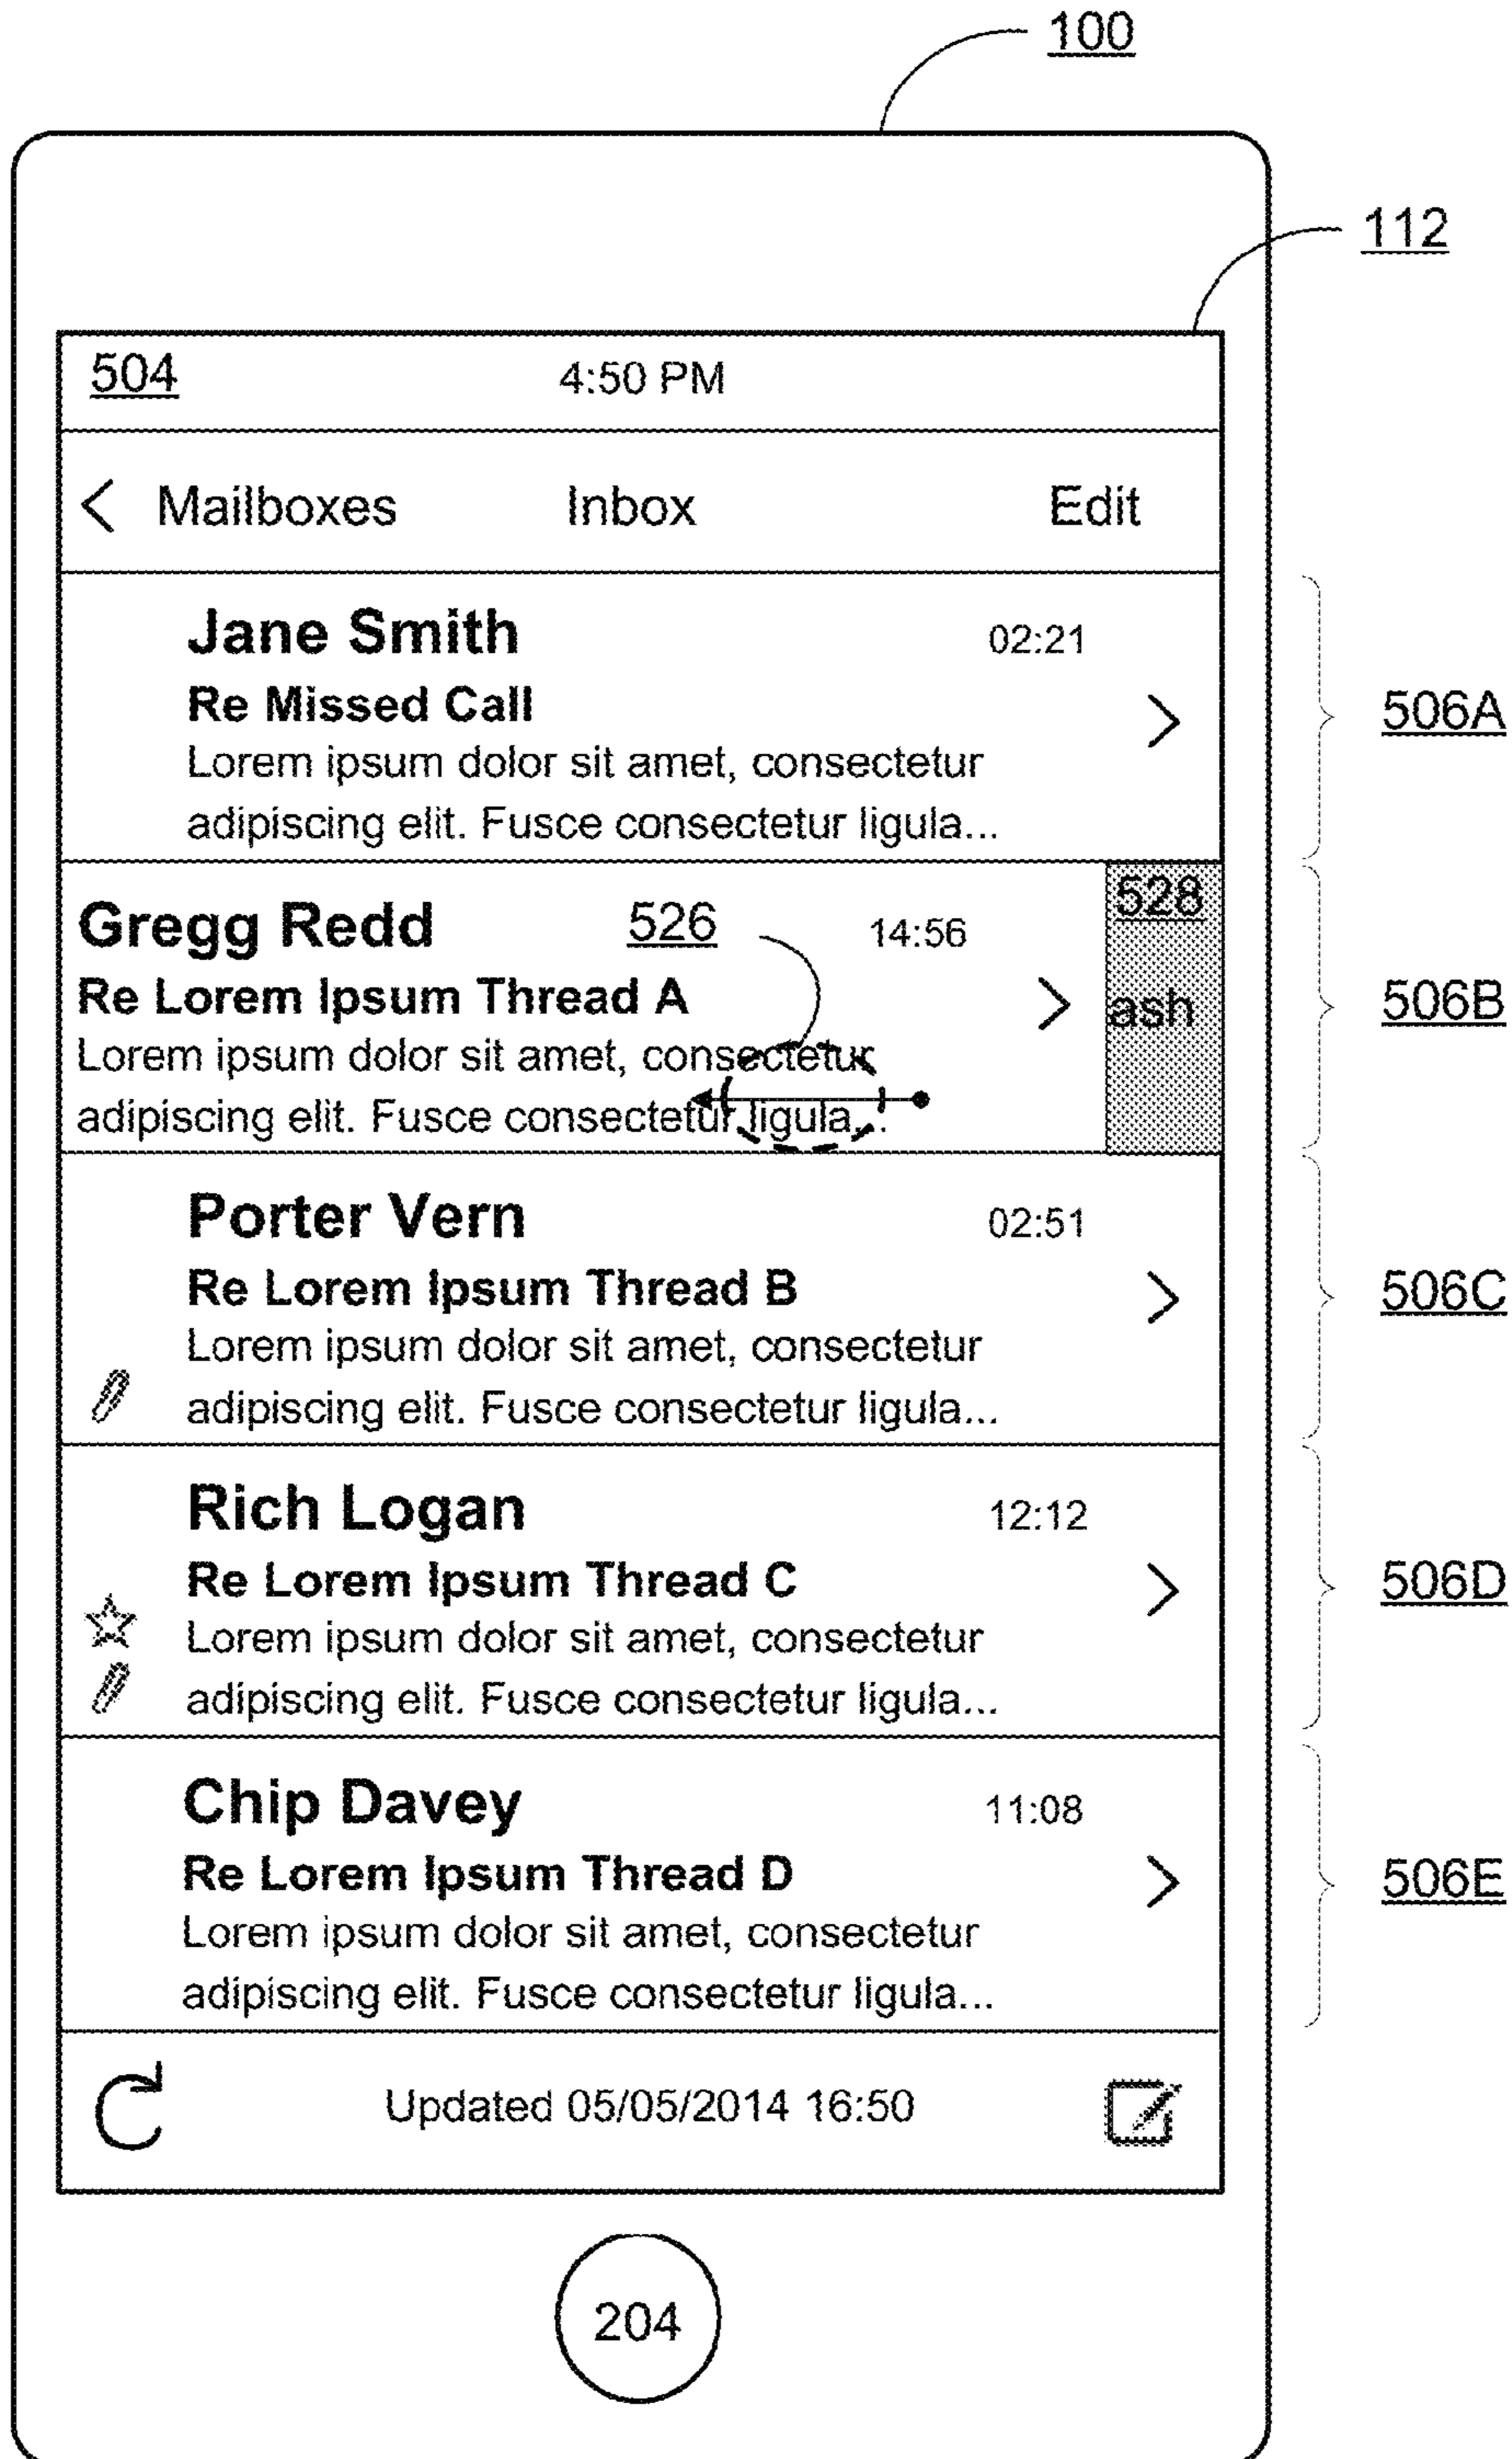 100
112
504 4:50 PM
< Mailboxes Inbox Edit
Jane Smith 02:21
Re Missed Call
506A
Lorem ipsum dolor sit amet, consectetur
adipiscing elit. Fusce consectetur ligula...
528
Gregg Redd 526 14:56
Re Lorem Ipsum Thread A
ash
506B
Lorem ipsum dolor sit amet, consectetur
adipiscing elit. Fusce consectetur ligula...
Porter Vern 02:51
Re Lorem Ipsum Thread B
506C
Lorem ipsum dolor sit amet, consectetur
adipiscing elit. Fusce consectetur ligula...
Rich Logan 12:12
Re Lorem Ipsum Thread C
506D
Lorem ipsum dolor sit amet, consectetur
adipiscing elit. Fusce consectetur ligula...
Chip Davey 11:08
Re Lorem Ipsum Thread D
506E
Lorem ipsum dolor sit amet, consectetur
adipiscing elit. Fusce consectetur ligula...
Updated 05/05/2014 16:50
204